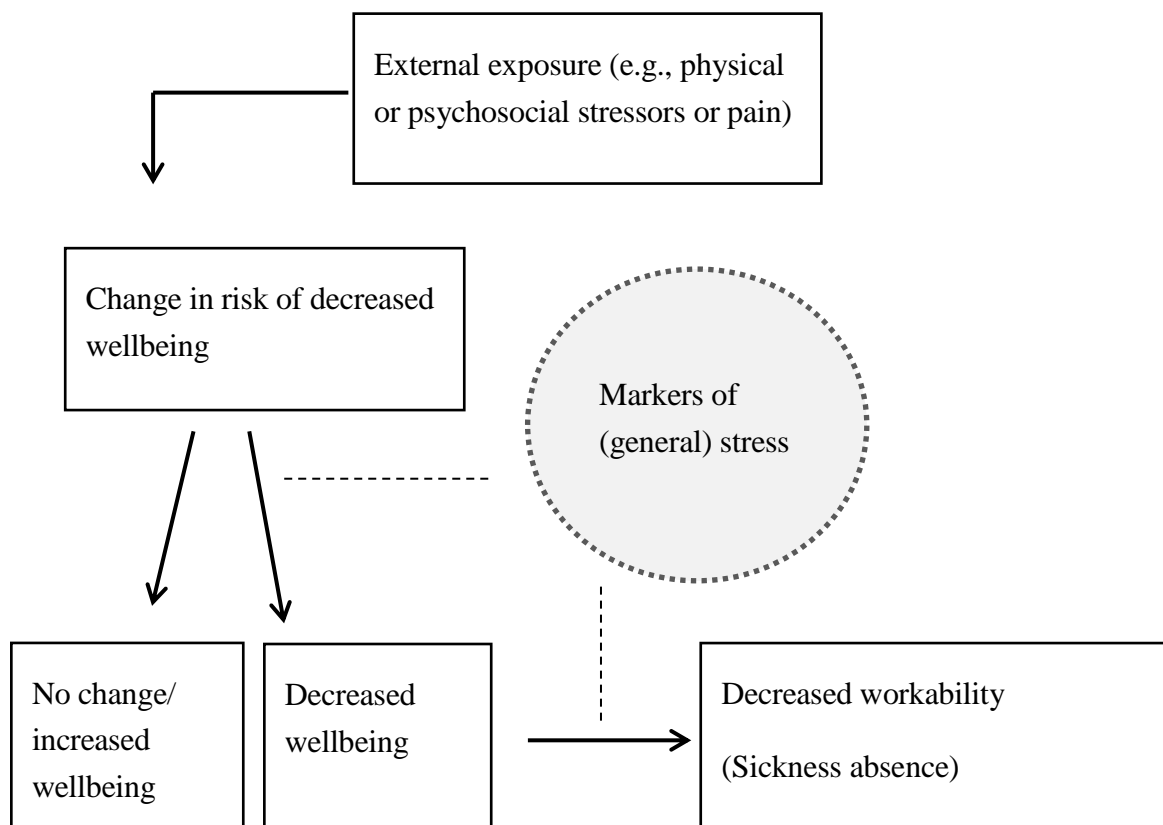 External exposure (e.g., physical
or psychosocial stressors or pain)
Change in risk of decreased
wellbeing
Markers of
(general) stress
No change/
increased
wellbeing
Decreased
wellbeing
Decreased workability
(Sickness absence)